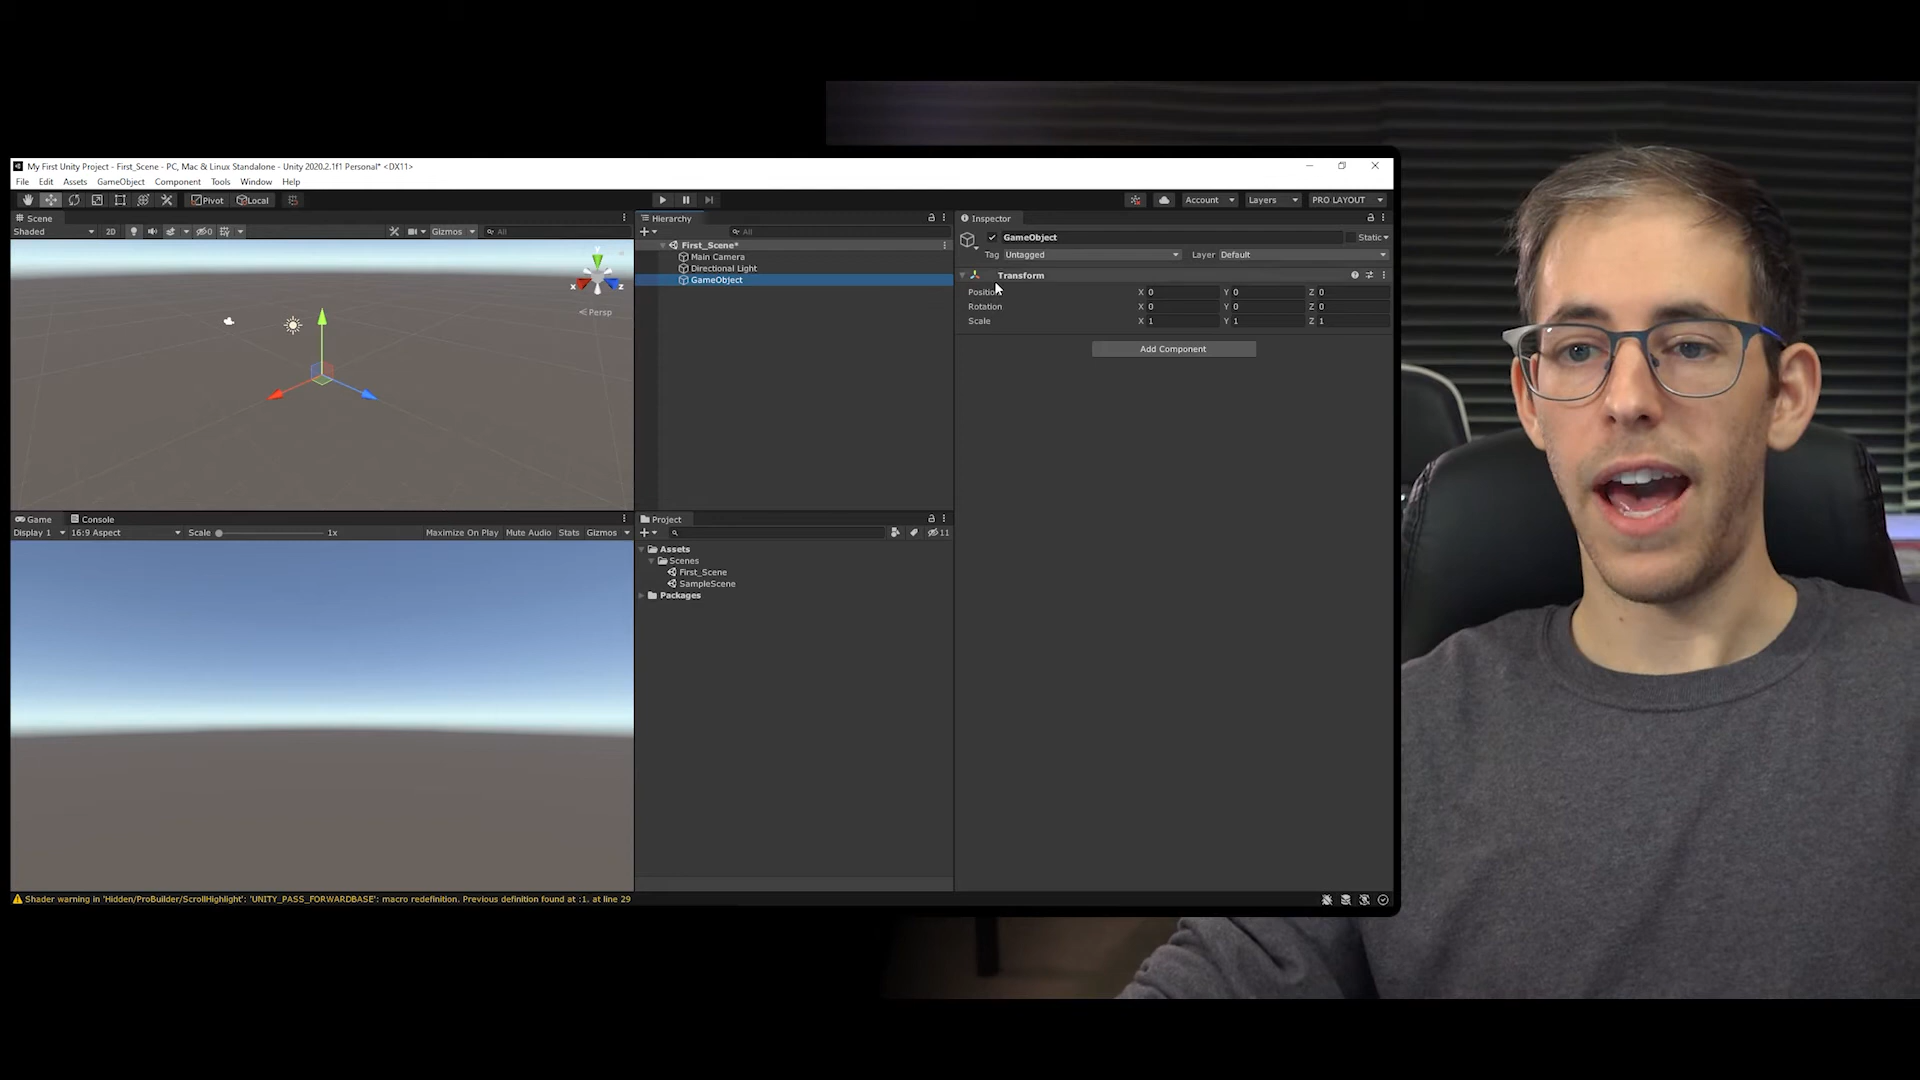 My First Unity Project - First_Scene - PC, Mac & Linux Standalone - Unity 2020.2.1f1 Personal* <DX11>
File Edit Assets GameObject Component Tools Window Help
Pivot Local Account Layers PRO LAYOUT
Scene
Shaded 2D 0 Gizmos All
y
x z
Persp
Hierarchy
All
First_Scene*
Main Camera
Directional Light
GameObject
Inspector
GameObject Static
Tag Untagged Layer Default
Transform
Position X 0 Y 0 Z 0
Rotation X 0 Y 0 Z 0
Scale X 1 Y 1 Z 1
Add Component
Game Console
Display 1 16:9 Aspect Scale 1x Maximize On Play Mute Audio Stats Gizmos
Project
11
Assets
Scenes
First_Scene
SampleScene
Packages
Shader warning in 'Hidden/ProBuilder/ScrollHighlight': 'UNITY_PASS_FORWARDBASE': macro redefinition. Previous definition found at :1. at line 29